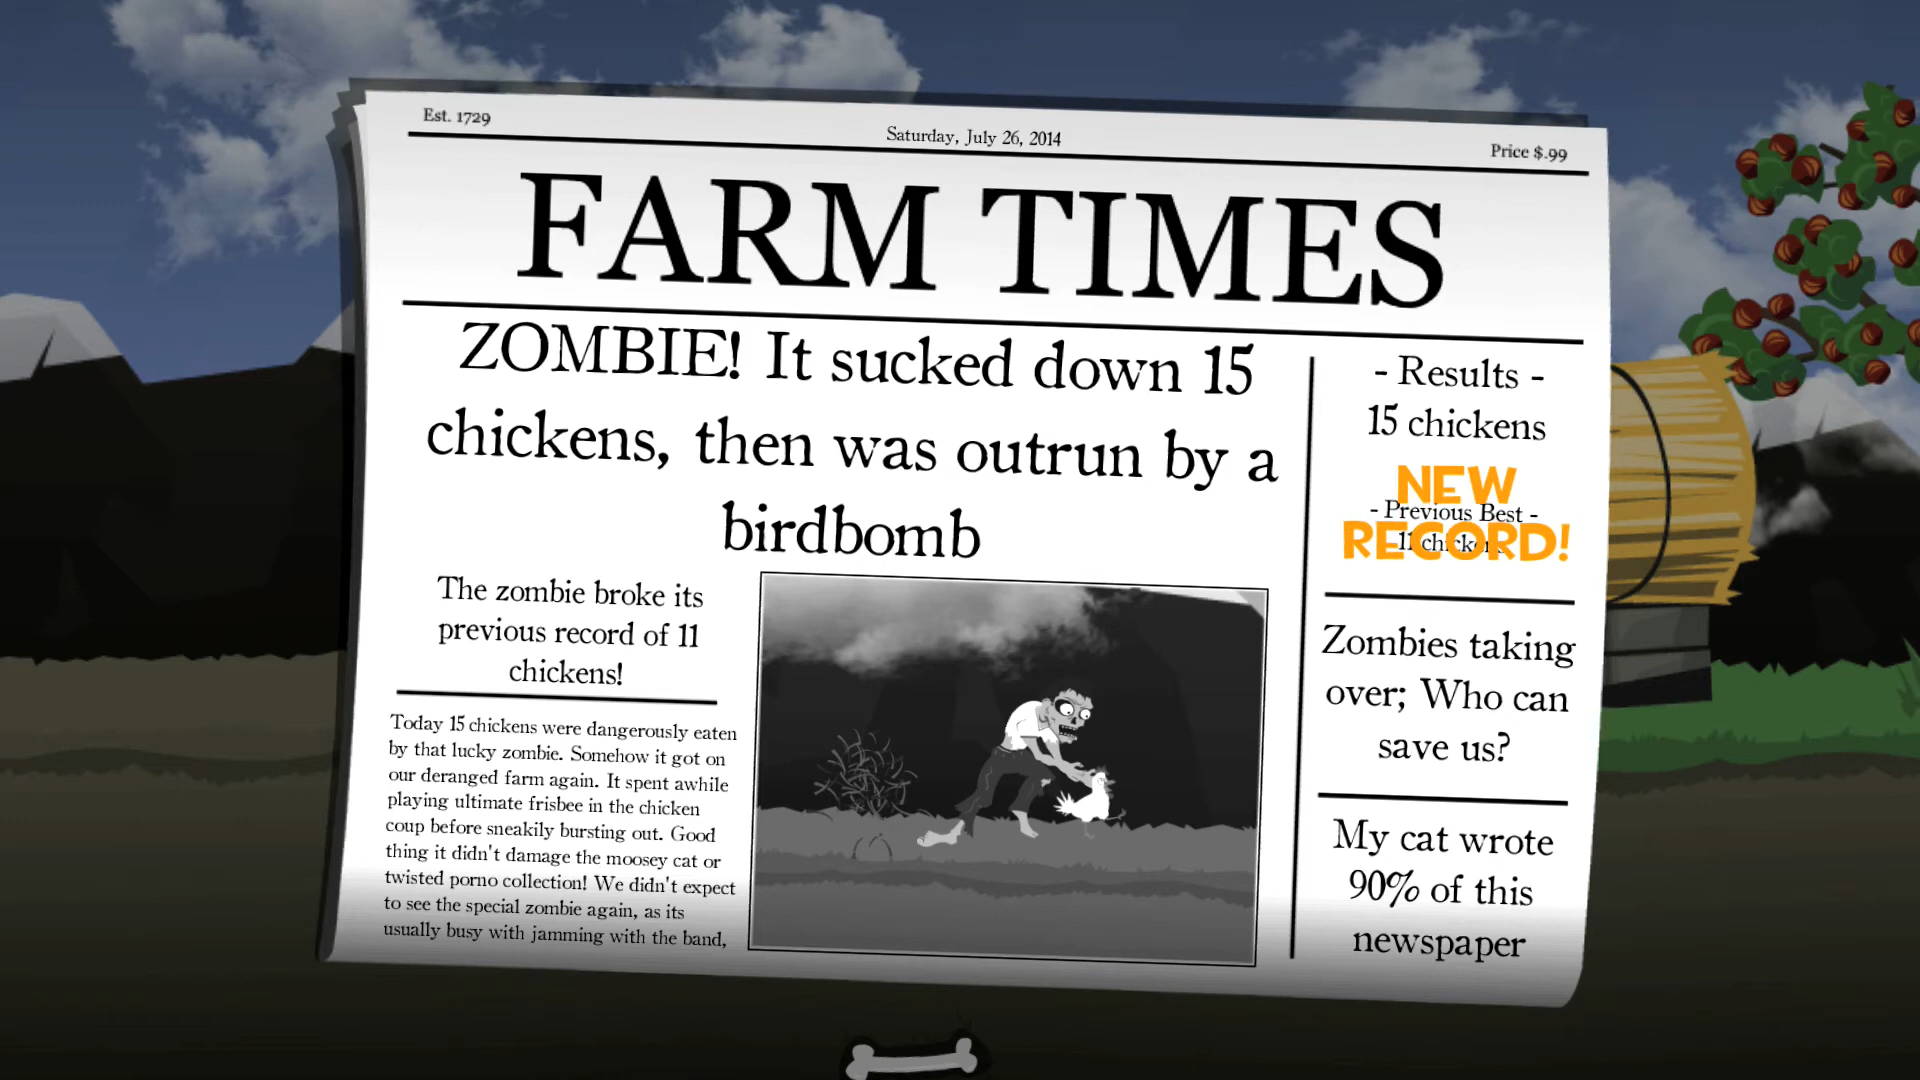 Est. 1729
Saturday, July 26, 2014
Price $.99
FARM TIMES
ZOMBIE! It sucked down 15
chickens, then was outrun by a
birdbomb
The zombie broke its
previous record of 11
chickens!
Today 15 chickens were dangerously eaten
by that lucky zombie. Somehow it got on
our deranged farm again. It spent awhile
playing ultimate frisbee in the chicken
coup before sneakily bursting out. Good
thing it didn't damage the moosey cat or
twisted porno collection! We didn't expect
to see the special zombie again, as its
usually busy with jamming with the band,
- Results -
15 chickens
NEW
- Previous Best -
RECORD!
11 chickens
Zombies taking
over; Who can
save us?
My cat wrote
90% of this
newspaper